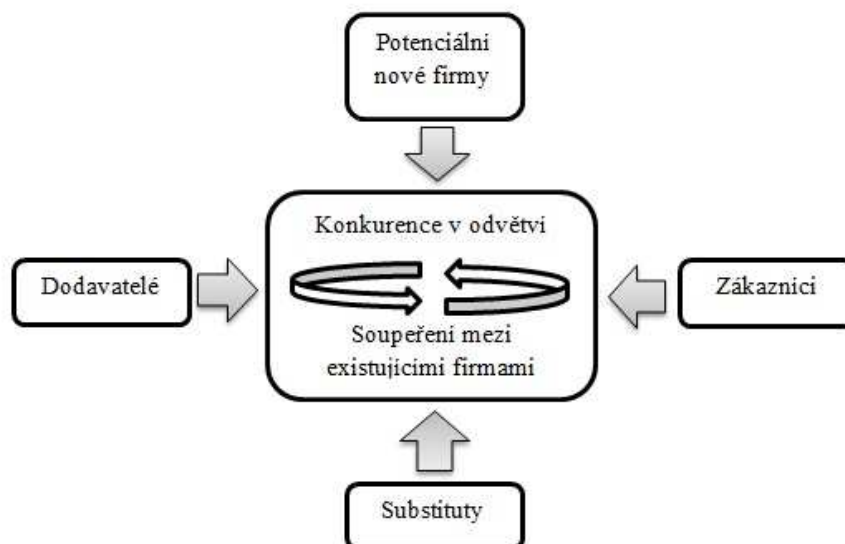 Potenciální
nové firmy
Konkurence v odvětví
Dodavatelé
Zákazníci
Soupeření mezi
existujícími firmami
Substituty